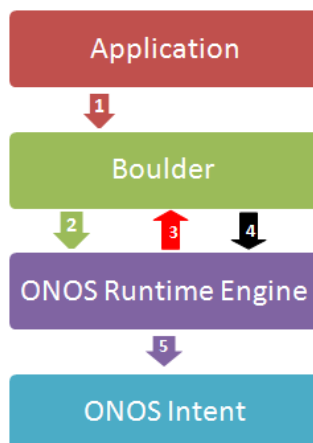 Application
1
Boulder
2
3
4
ONOS Runtime Engine
5
ONOS Intent